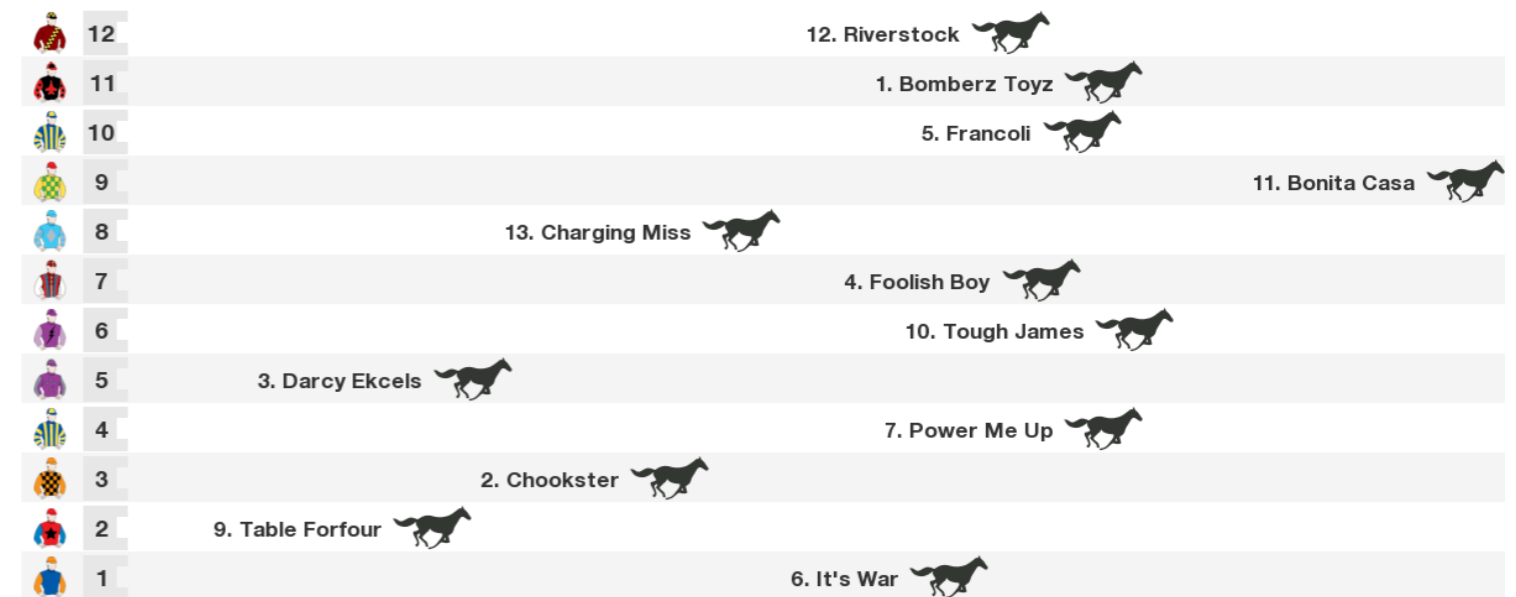 12 12. Riverstock
11 1. Bomberz Toyz
10 5. Francoli
9 11. Bonita Casa
8 13. Charging Miss
7 4. Foolish Boy
6 10. Tough James
5 3. Darcy Ekcels
4 7. Power Me Up
3 2. Chookster
2 9. Table Forfour
1 6. It's War